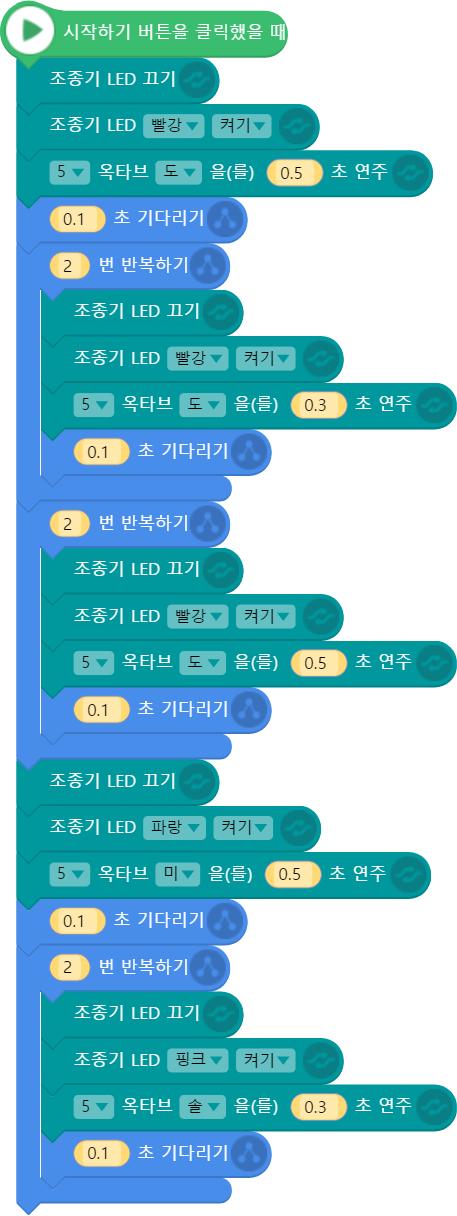 시작하기 버튼을 클릭했을 때
조종기 LED 끄기
조종기 LED 빨강 켜기
5 옥타브 도 을(를) 0.5 초 연주
0.1 초 기다리기
2 번 반복하기
조종기 LED 끄기
조종기 LED 빨강 켜기
5 옥타브 도 을(를) 0.3 초 연주
0.1 초 기다리기
2 번 반복하기
조종기 LED 끄기
조종기 LED 빨강 켜기
5 옥타브 도 을(를) 0.5 초 연주
0.1 초 기다리기
조종기 LED 끄기
조종기 LED 파랑 켜기
5 옥타브 미 을(를) 0.5 초 연주
0.1 초 기다리기
2 번 반복하기
조종기 LED 끄기
조종기 LED 핑크 켜기
5 옥타브 솔 을(를) 0.3 초 연주
0.1 초 기다리기